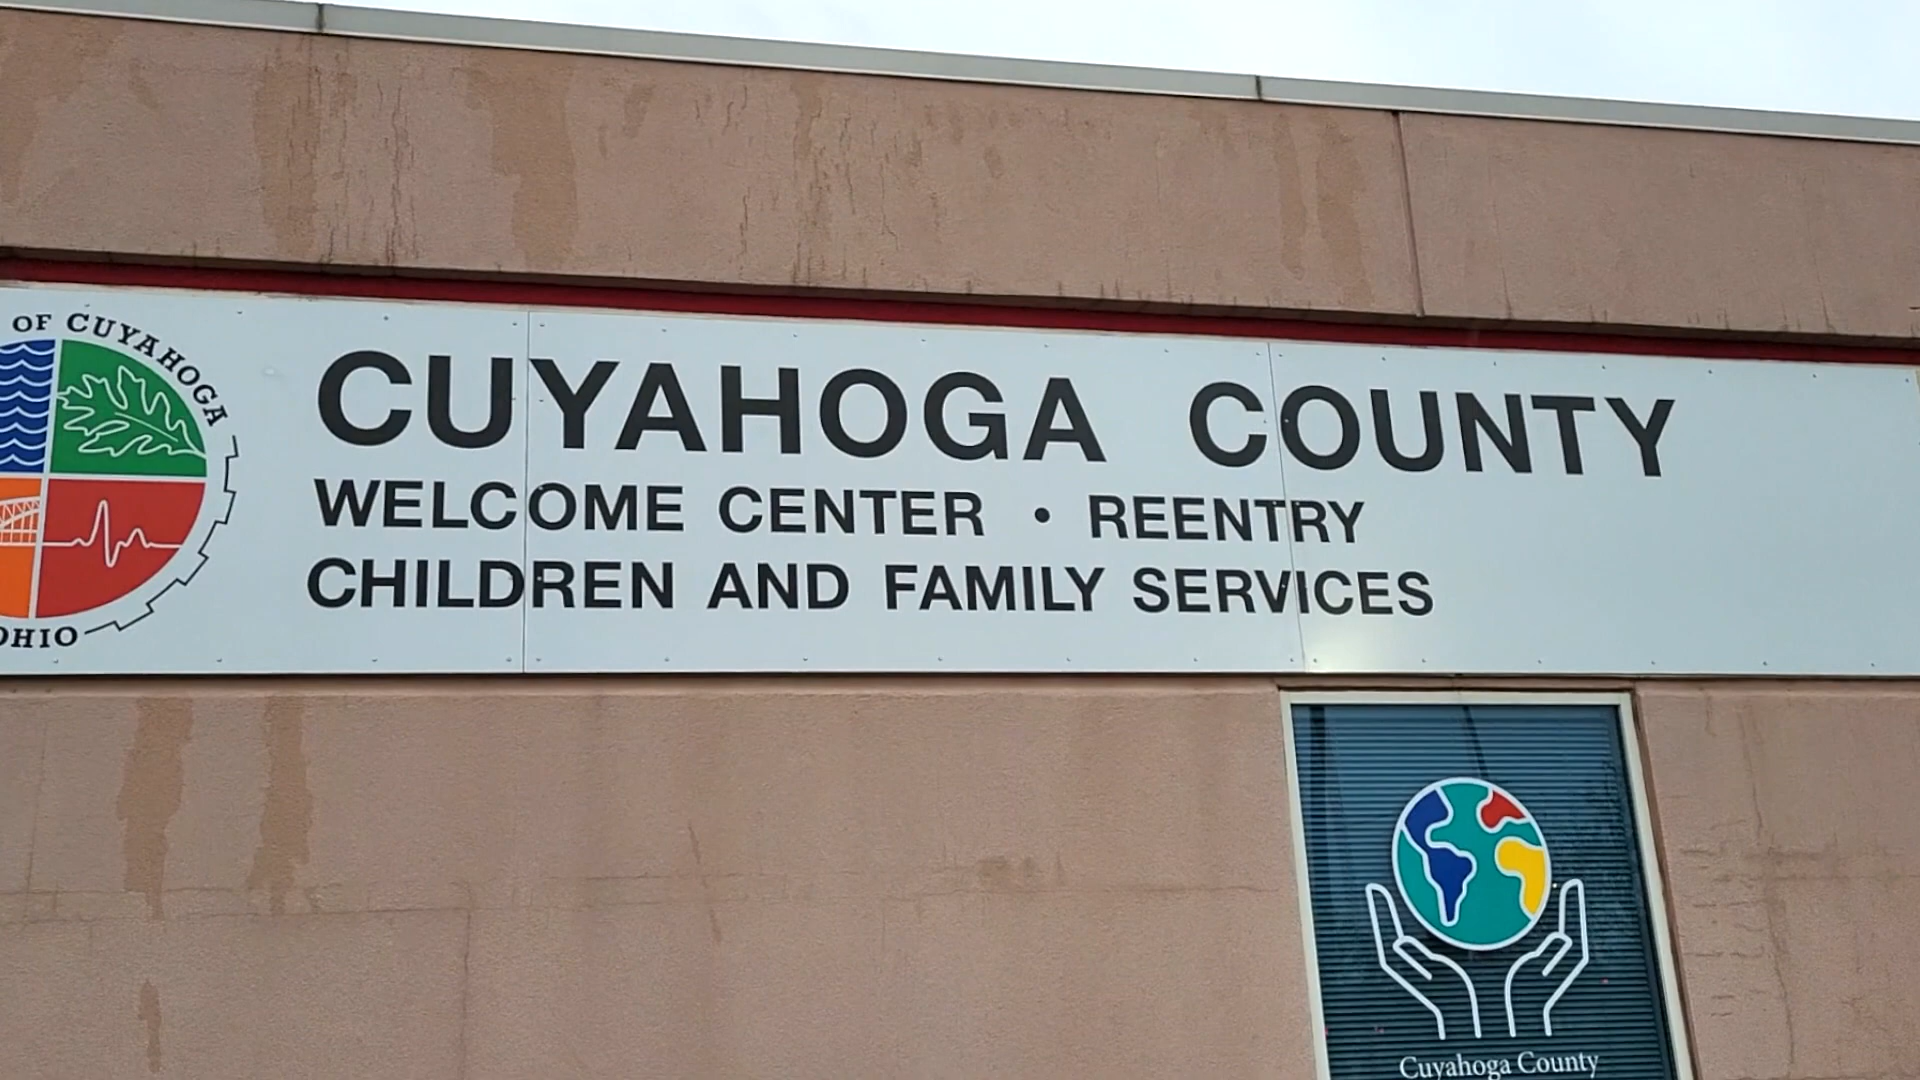 OF CUYAHOGA
CUYAHOGA COUNTY
WELCOME CENTER • REENTRY
CHILDREN AND FAMILY SERVICES
OHIO
Cuyahoga County